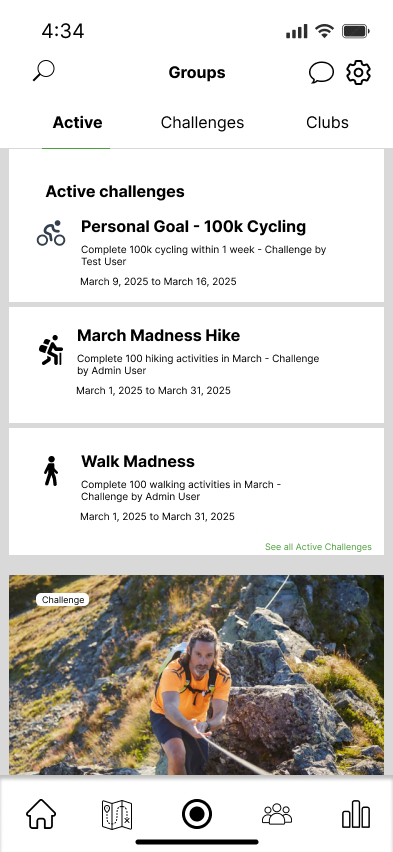 4:34
Groups
Active Challenges Clubs
Active challenges
Personal Goal - 100k Cycling
Complete 100k cycling within 1 week - Challenge by
Test User
March 9, 2025 to March 16, 2025
March Madness Hike
Complete 100 hiking activities in March - Challenge
by Admin User
March 1, 2025 to March 31, 2025
Walk Madness
Complete 100 walking activities in March -
Challenge by Admin User
March 1, 2025 to March 31, 2025
See all Active Challenges
Challenge